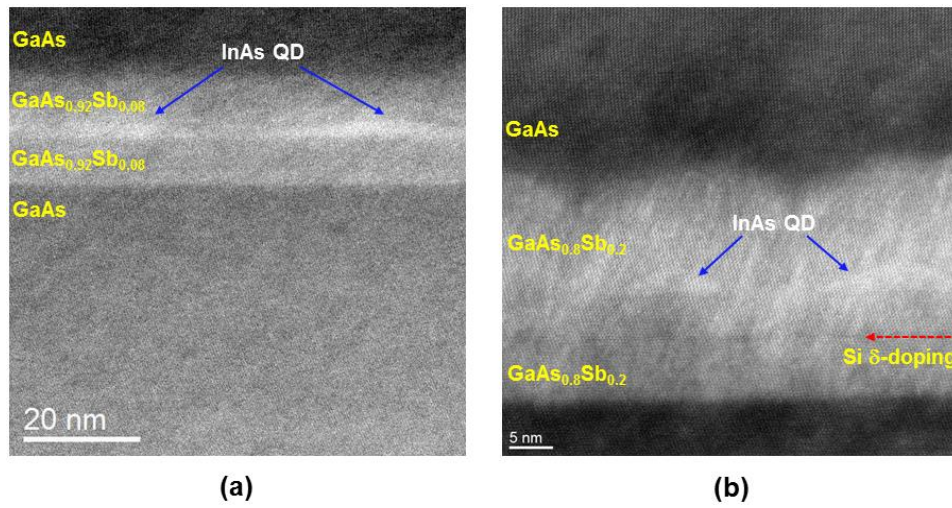 GaAs
InAs QD
GaAs0.92Sb0.08
GaAs0.92Sb0.08
GaAs
20 nm
(a)
GaAs
InAs QD
GaAs0.8Sb0.2
Si δ-doping
GaAs0.8Sb0.2
5 nm
(b)